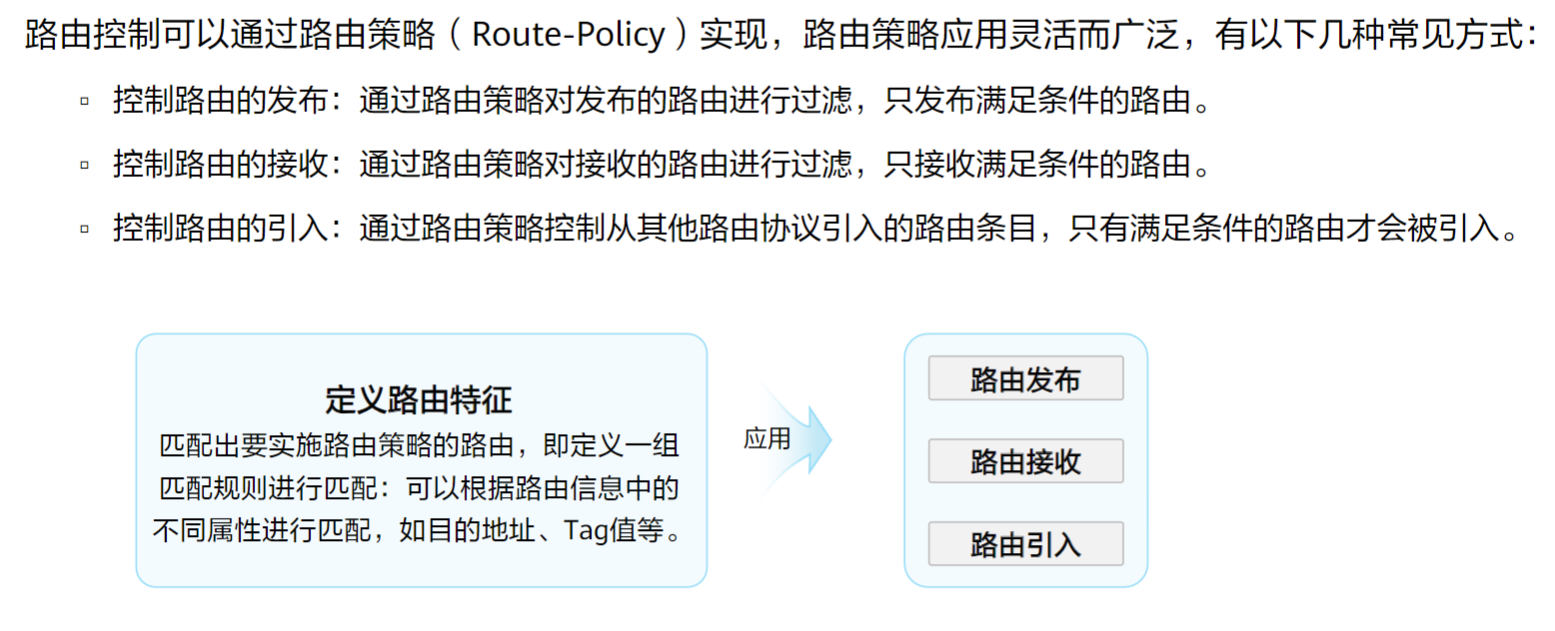 路由控制可以通过路由策略（Route-Policy）实现，路由策略应用灵活而广泛，有以下几种常见方式：
▫ 控制路由的发布：通过路由策略对发布的路由进行过滤，只发布满足条件的路由。
▫ 控制路由的接收：通过路由策略对接收的路由进行过滤，只接收满足条件的路由。
▫ 控制路由的引入：通过路由策略控制从其他路由协议引入的路由条目，只有满足条件的路由才会被引入。
定义路由特征
匹配出要实施路由策略的路由，即定义一组
匹配规则进行匹配：可以根据路由信息中的
不同属性进行匹配，如目的地址、Tag值等。
应用
路由发布
路由接收
路由引入